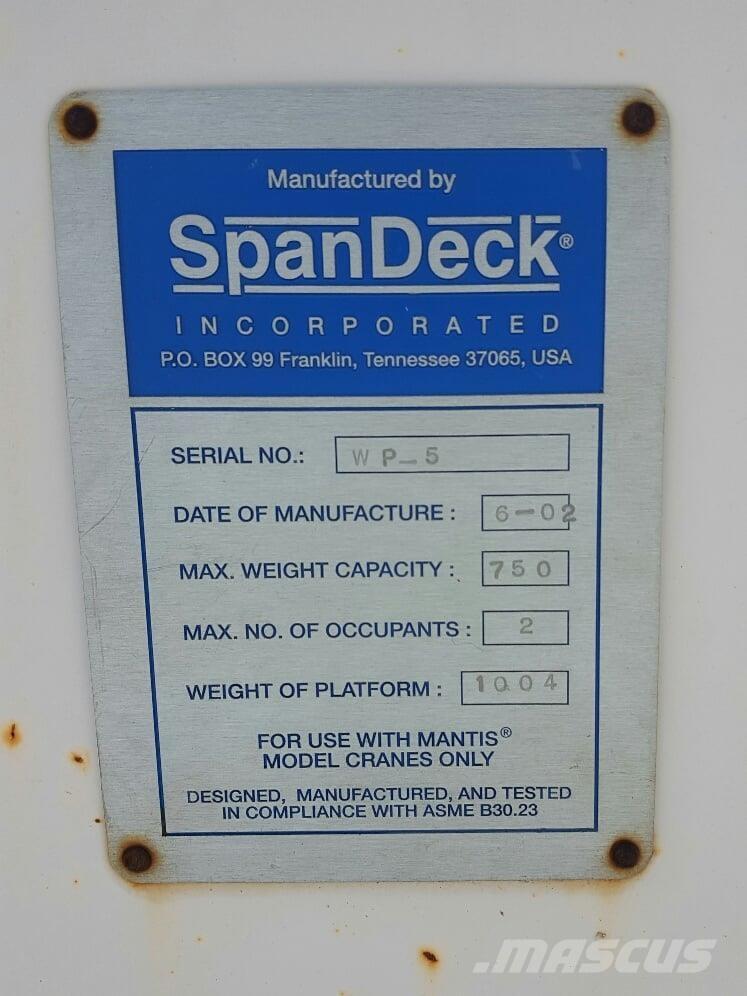 Manufactured by
SpanDeck®
INCORPORATED
P.O. BOX 99 Franklin, Tennessee 37065, USA
SERIAL NO.: WP-5
DATE OF MANUFACTURE : 6-02
MAX. WEIGHT CAPACITY : 750
MAX. NO. OF OCCUPANTS : 2
WEIGHT OF PLATFORM : 1004
FOR USE WITH MANTIS®
MODEL CRANES ONLY
DESIGNED, MANUFACTURED, AND TESTED
IN COMPLIANCE WITH ASME B30.23
.MASCUS